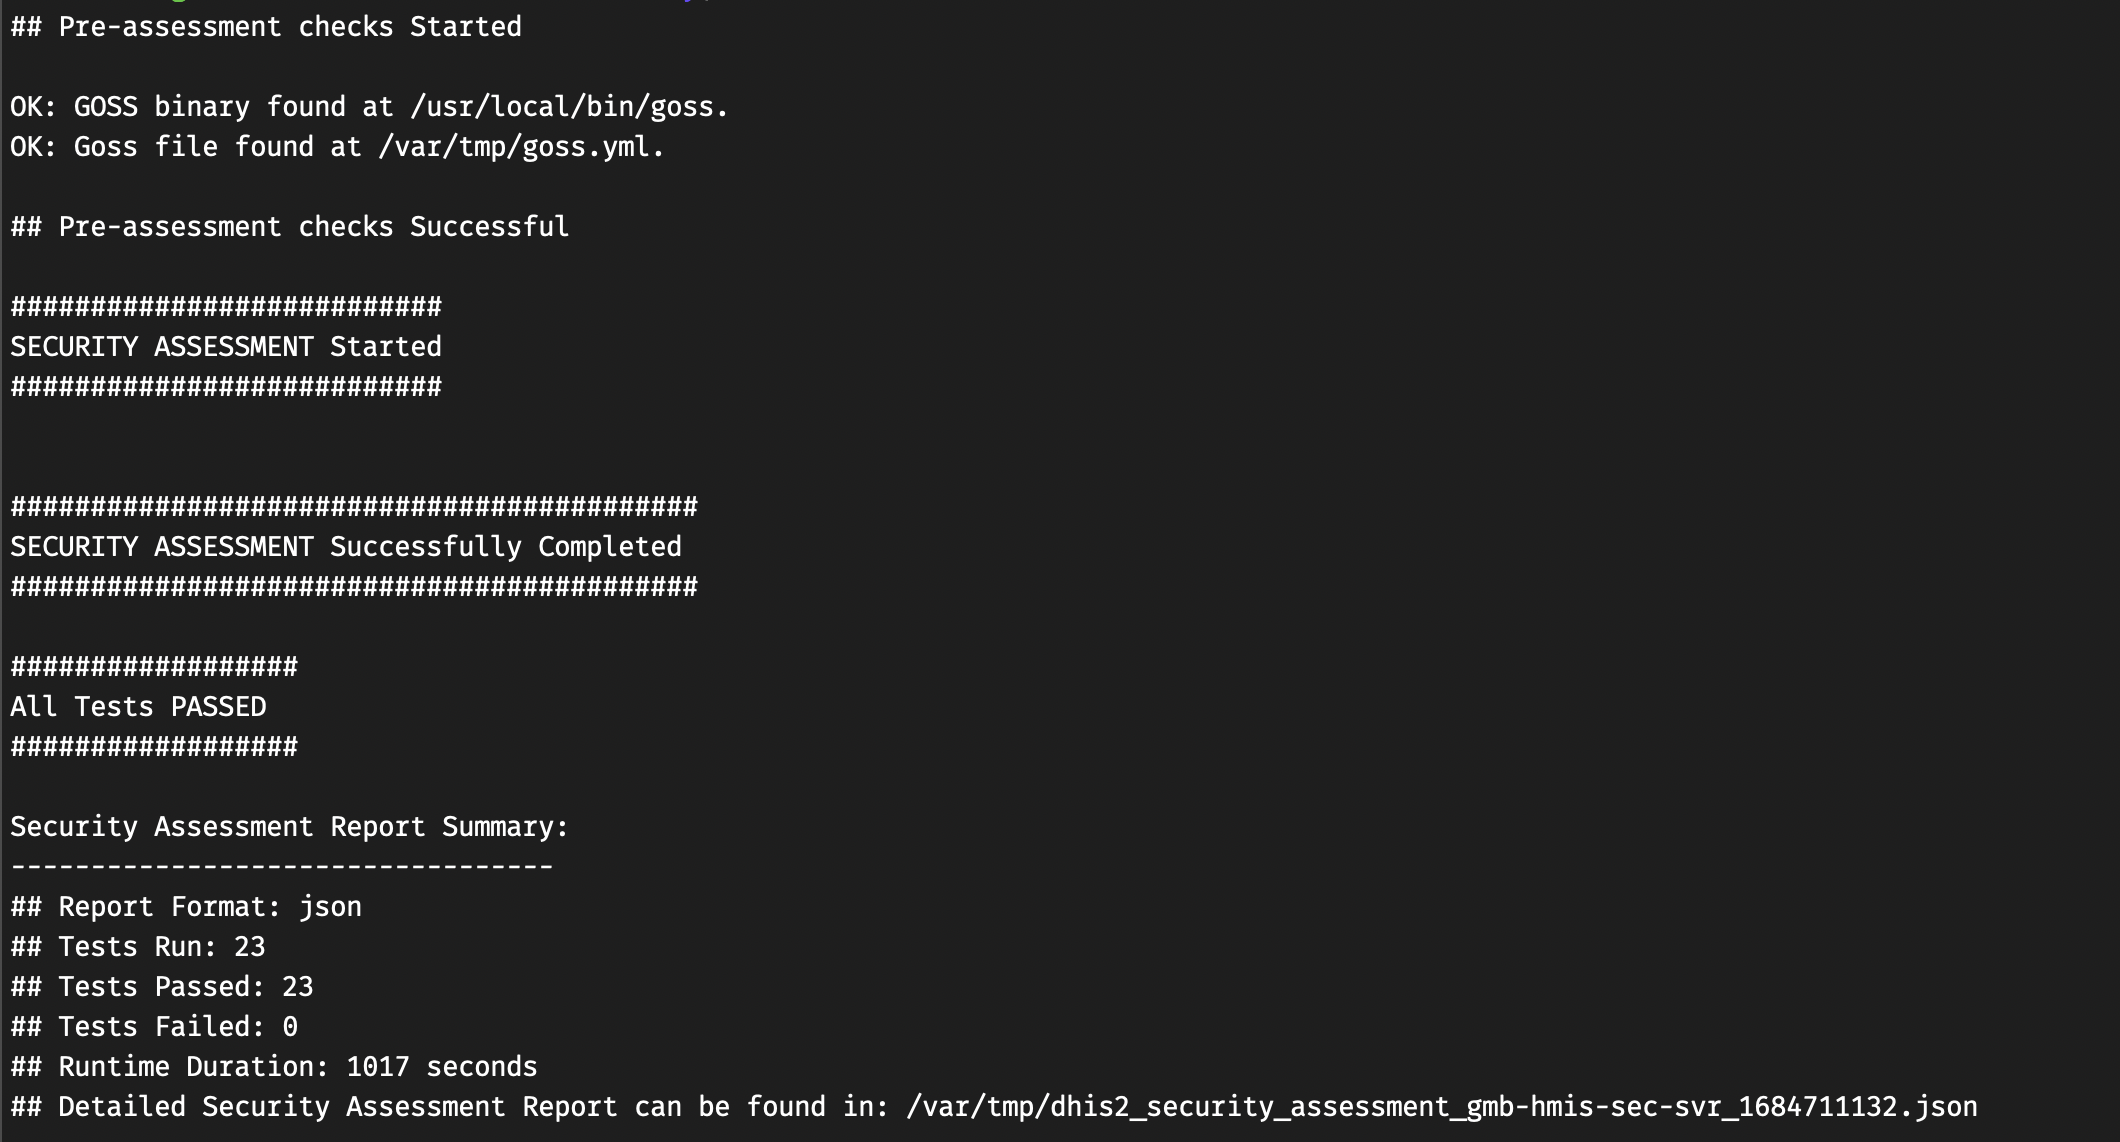 ## Pre-assessment checks Started
OK: GOSS binary found at /usr/local/bin/goss.
OK: Goss file found at /var/tmp/goss.yml.
## Pre-assessment checks Successful
###########################
SECURITY ASSESSMENT Started
###########################
###########################################
SECURITY ASSESSMENT Successfully Completed
###########################################
##################
All Tests PASSED
##################
Security Assessment Report Summary:
----------------------------------
## Report Format: json
## Tests Run: 23
## Tests Passed: 23
## Tests Failed: 0
## Runtime Duration: 1017 seconds
## Detailed Security Assessment Report can be found in: /var/tmp/dhis2_security_assessment_gmb-hmis-sec-svr_1684711132.json